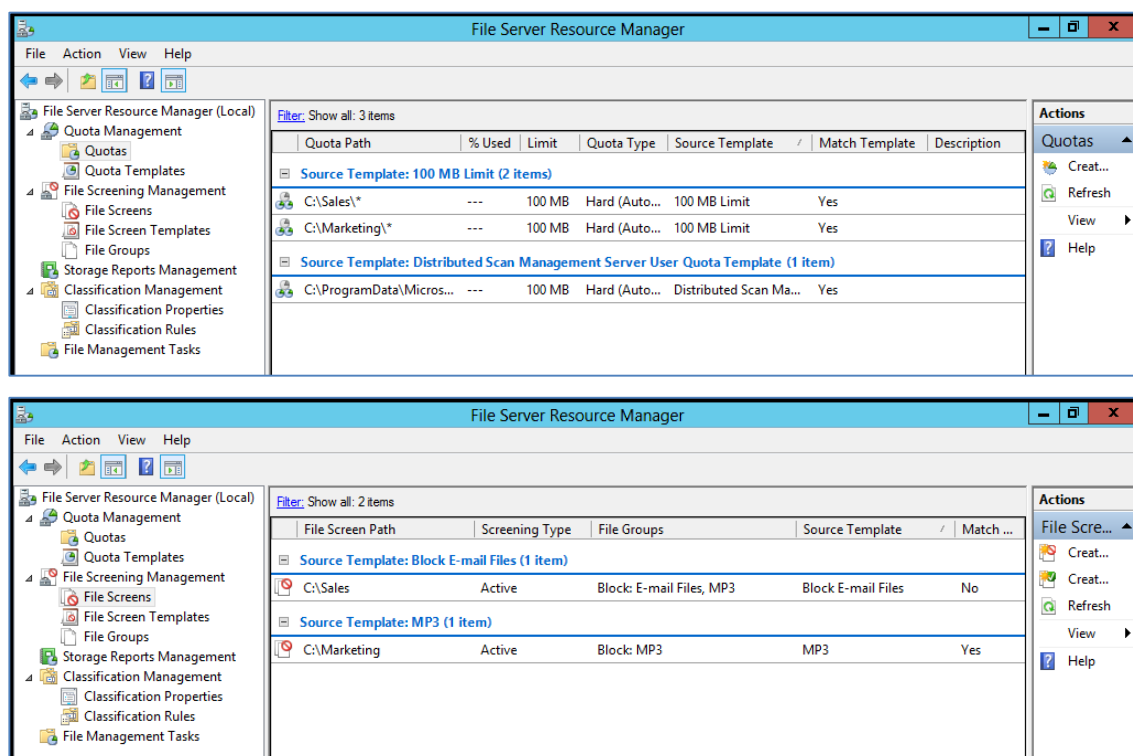 File Server Resource Manager
File Action View Help
File Server Resource Manager (Local)
Quota Management
Quotas
Quota Templates
File Screening Management
File Screens
File Screen Templates
File Groups
Storage Reports Management
Classification Management
Classification Properties
Classification Rules
File Management Tasks
Filter: Show all: 3 items
Quota Path % Used Limit Quota Type Source Template / Match Template Description
Source Template: 100 MB Limit (2 items)
C:\Sales\* --- 100 MB Hard (Auto... 100 MB Limit Yes
C:\Marketing\* --- 100 MB Hard (Auto... 100 MB Limit Yes
Source Template: Distributed Scan Management Server User Quota Template (1 item)
C:\ProgramData\Micros... --- 100 MB Hard (Auto... Distributed Scan Ma... Yes
Actions
Quotas
Creat...
Refresh
View
Help
File Server Resource Manager
File Action View Help
File Server Resource Manager (Local)
Quota Management
Quotas
Quota Templates
File Screening Management
File Screens
File Screen Templates
File Groups
Storage Reports Management
Classification Management
Classification Properties
Classification Rules
File Management Tasks
Filter: Show all: 2 items
File Screen Path Screening Type File Groups Source Template / Match ...
Source Template: Block E-mail Files (1 item)
C:\Sales Active Block: E-mail Files, MP3 Block E-mail Files No
Source Template: MP3 (1 item)
C:\Marketing Active Block: MP3 MP3 Yes
Actions
File Scre...
Creat...
Creat...
Refresh
View
Help